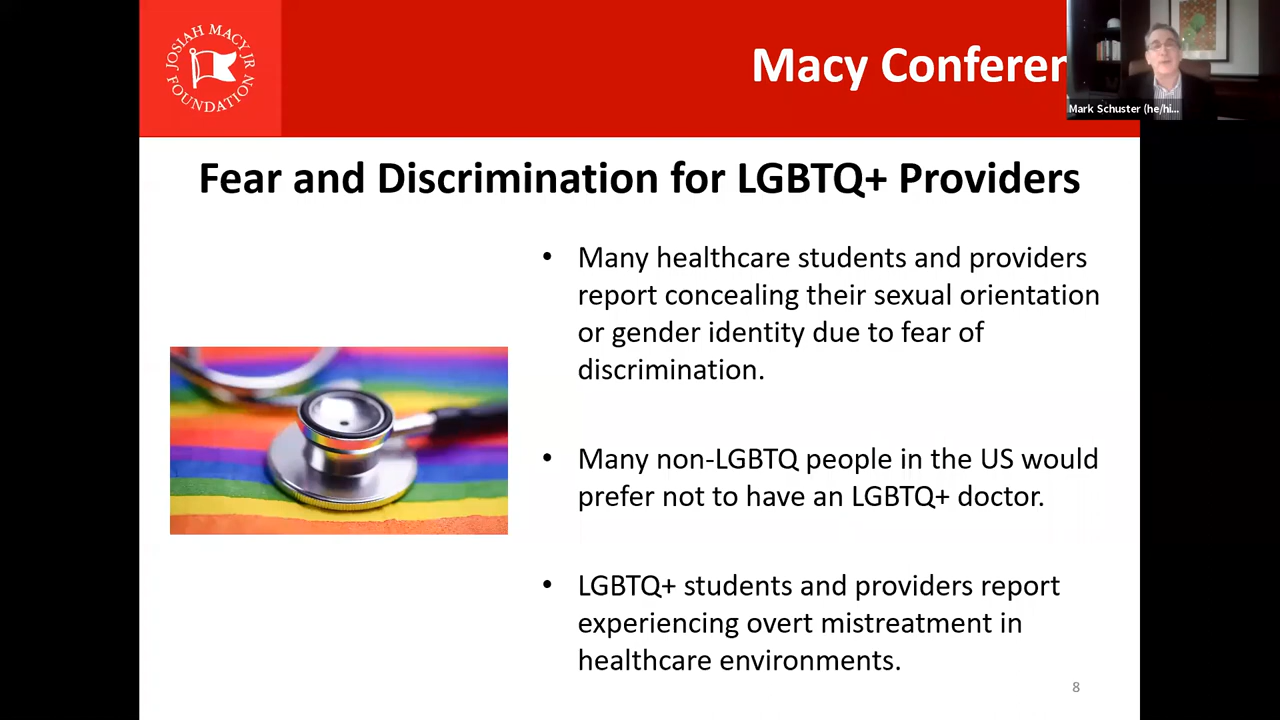 JOSIAH MACY JR
FOUNDATION
Macy Conferen
Mark Schuster (he/hi...
Fear and Discrimination for LGBTQ+ Providers
• Many healthcare students and providers
report concealing their sexual orientation
or gender identity due to fear of
discrimination.
• Many non-LGBTQ people in the US would
prefer not to have an LGBTQ+ doctor.
• LGBTQ+ students and providers report
experiencing overt mistreatment in
healthcare environments.
8